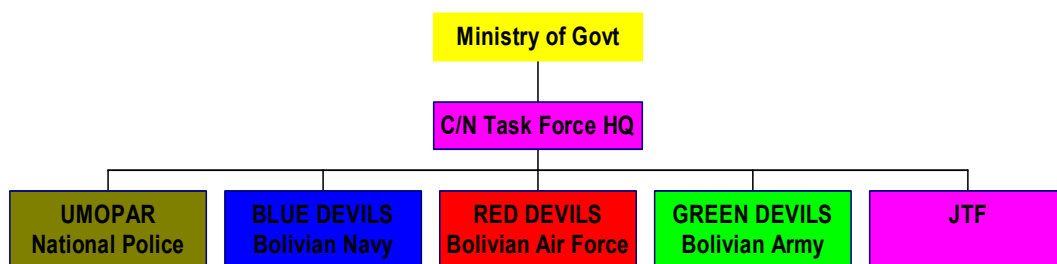 Ministry of Govt
C/N Task Force HQ
UMOPAR
National Police
BLUE DEVILS
Bolivian Navy
RED DEVILS
Bolivian Air Force
GREEN DEVILS
Bolivian Army
JTF